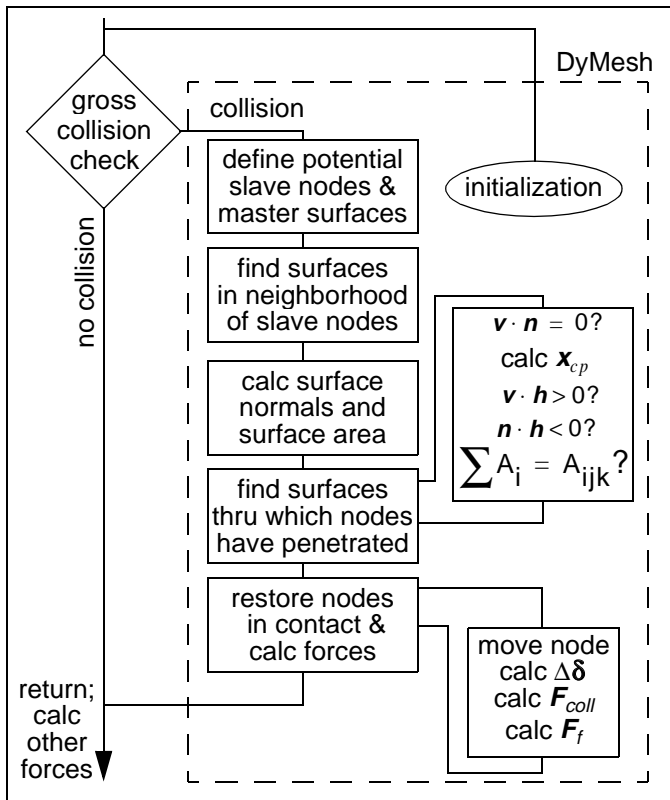 DyMesh
gross
collision
check
collision
define potential
slave nodes &
master surfaces
initialization
no collision
find surfaces
in neighborhood
of slave nodes
v · n = 0?
calc x_cp
v · h > 0?
n · h < 0?
∑ A_i = A_ijk ?
calc surface
normals and
surface area
find surfaces
thru which nodes
have penetrated
restore nodes
in contact &
calc forces
move node
calc Δδ
calc F_coll
calc F_f
return;
calc
other
forces